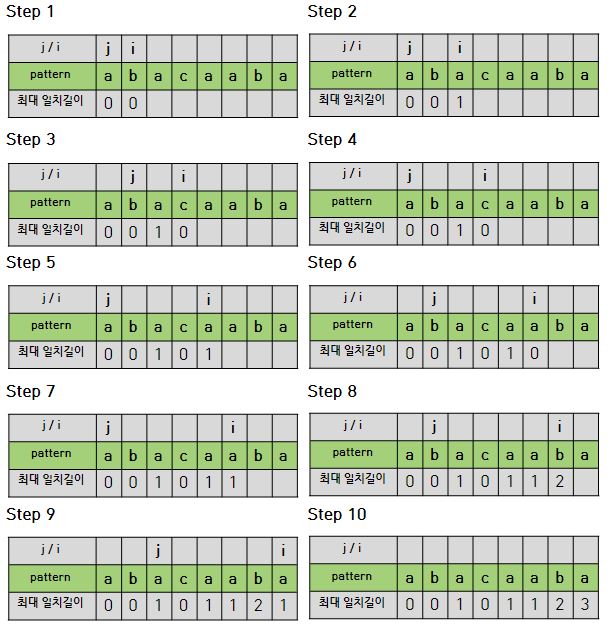 Step 1
j / i j i
pattern a b a c a a b a
최대 일치길이 0 0
Step 2
j / i j i
pattern a b a c a a b a
최대 일치길이 0 0 1
Step 3
j / i j i
pattern a b a c a a b a
최대 일치길이 0 0 1 0
Step 4
j / i j i
pattern a b a c a a b a
최대 일치길이 0 0 1 0
Step 5
j / i j i
pattern a b a c a a b a
최대 일치길이 0 0 1 0 1
Step 6
j / i j i
pattern a b a c a a b a
최대 일치길이 0 0 1 0 1 0
Step 7
j / i j i
pattern a b a c a a b a
최대 일치길이 0 0 1 0 1 1
Step 8
j / i j i
pattern a b a c a a b a
최대 일치길이 0 0 1 0 1 1 2
Step 9
j / i j i
pattern a b a c a a b a
최대 일치길이 0 0 1 0 1 1 2 1
Step 10
j / i
pattern a b a c a a b a
최대 일치길이 0 0 1 0 1 1 2 3